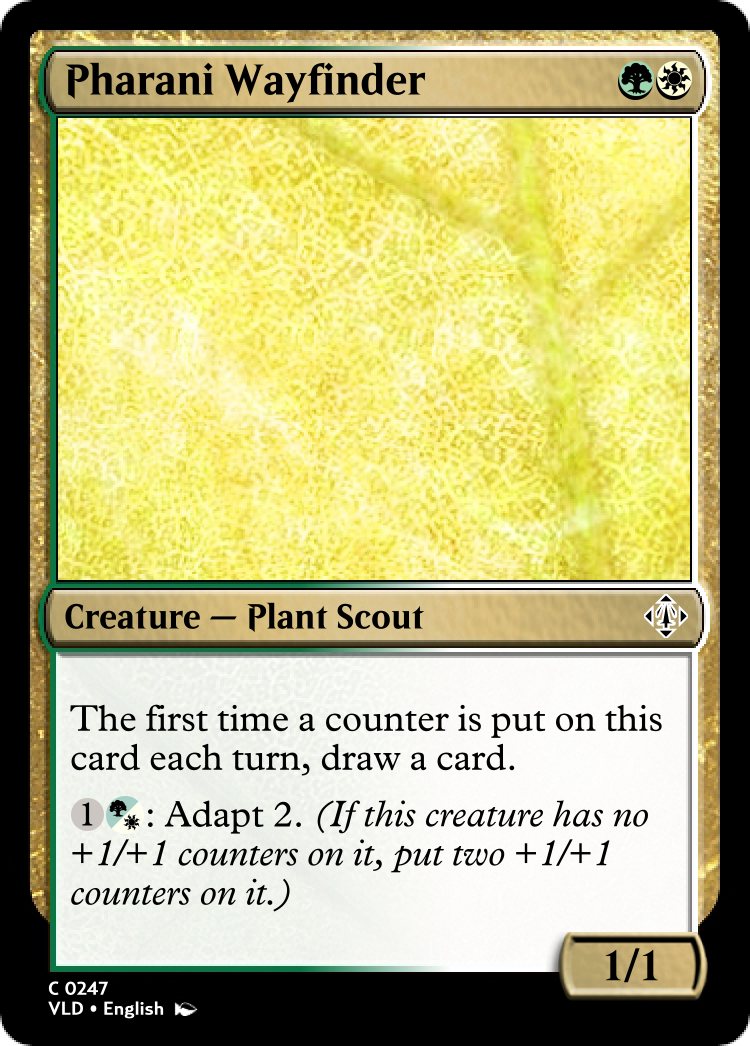 Pharani Wayfinder
Creature — Plant Scout
The first time a counter is put on this
card each turn, draw a card.
1 : Adapt 2. (If this creature has no
+1/+1 counters on it, put two +1/+1
counters on it.)
1/1
C 0247
VLD • English